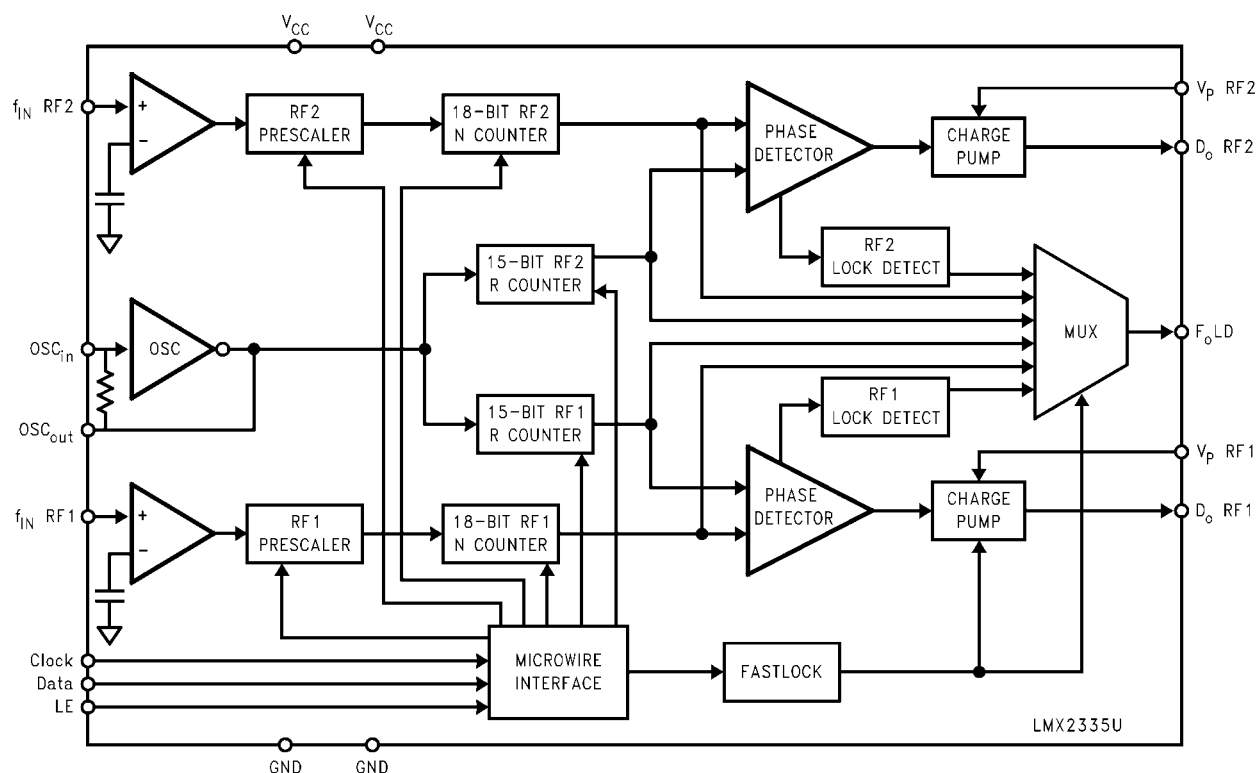 V_CC V_CC
f_IN RF2
+
−
RF2
PRESCALER
18-BIT RF2
N COUNTER
PHASE
DETECTOR
CHARGE
PUMP
V_P RF2
D_o RF2
RF2
LOCK DETECT
15-BIT RF2
R COUNTER
OSC_in
OSC
OSC_out
MUX
F_oLD
15-BIT RF1
R COUNTER
RF1
LOCK DETECT
f_IN RF1
+
−
RF1
PRESCALER
18-BIT RF1
N COUNTER
PHASE
DETECTOR
CHARGE
PUMP
V_P RF1
D_o RF1
Clock
Data
LE
MICROWIRE
INTERFACE
FASTLOCK
LMX2335U
GND GND